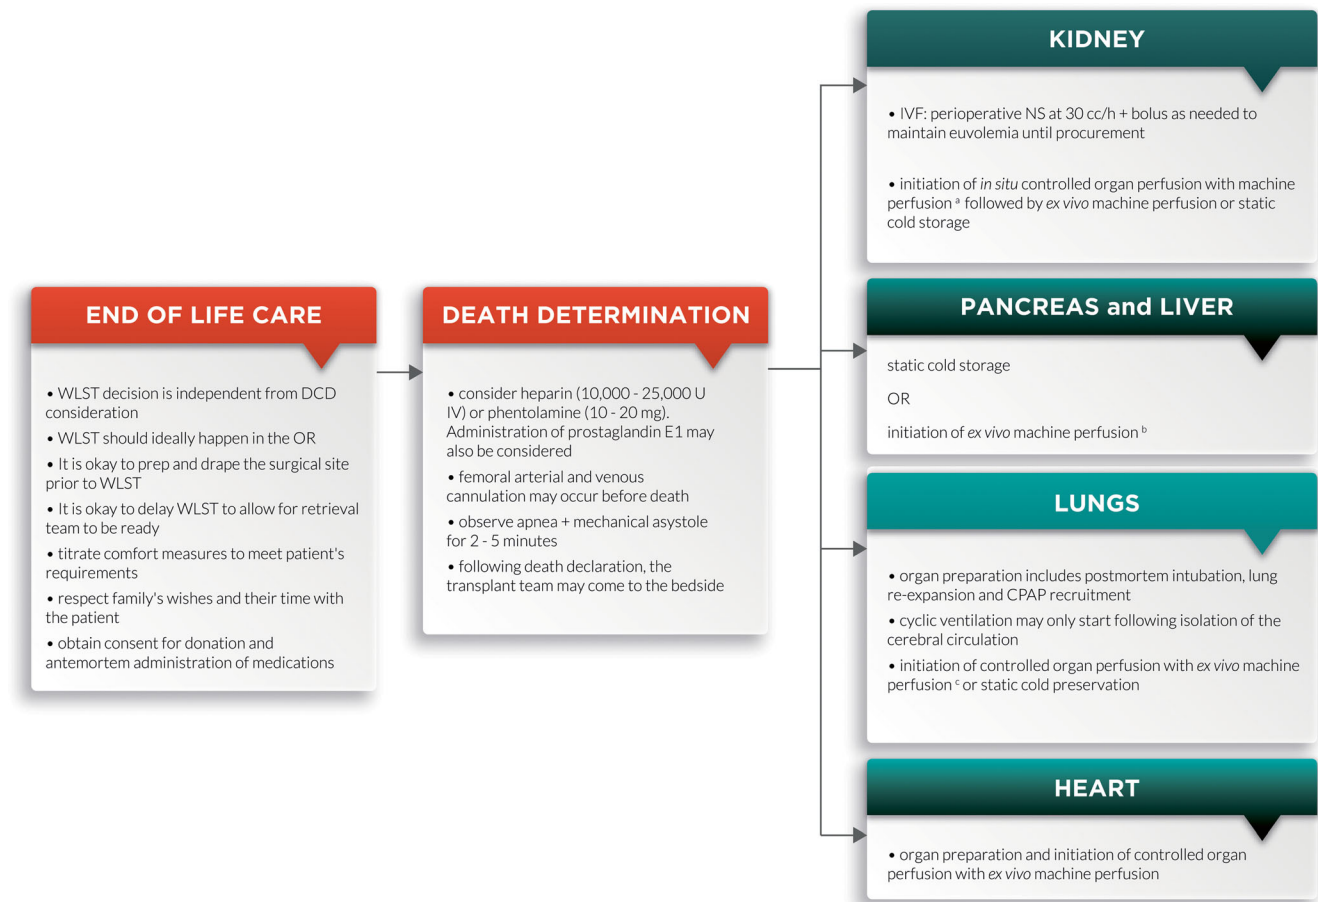 END OF LIFE CARE
• WLST decision is independent from DCD
consideration
• WLST should ideally happen in the OR
• It is okay to prep and drape the surgical site
prior to WLST
• It is okay to delay WLST to allow for retrieval
team to be ready
• titrate comfort measures to meet patient's
requirements
• respect family's wishes and their time with
the patient
• obtain consent for donation and
antemortem administration of medications
DEATH DETERMINATION
• consider heparin (10,000 - 25,000 U
IV) or phentolamine (10 - 20 mg).
Administration of prostaglandin E1 may
also be considered
• femoral arterial and venous
cannulation may occur before death
• observe apnea + mechanical asystole
for 2 - 5 minutes
• following death declaration, the
transplant team may come to the bedside
KIDNEY
• IVF: perioperative NS at 30 cc/h + bolus as needed to
maintain euvolemia until procurement
• initiation of in situ controlled organ perfusion with machine
perfusion ᵃ followed by ex vivo machine perfusion or static
cold storage
PANCREAS and LIVER
static cold storage
OR
initiation of ex vivo machine perfusion ᵇ
LUNGS
• organ preparation includes postmortem intubation, lung
re-expansion and CPAP recruitment
• cyclic ventilation may only start following isolation of the
cerebral circulation
• initiation of controlled organ perfusion with ex vivo machine
perfusion ᶜ or static cold preservation
HEART
• organ preparation and initiation of controlled organ
perfusion with ex vivo machine perfusion